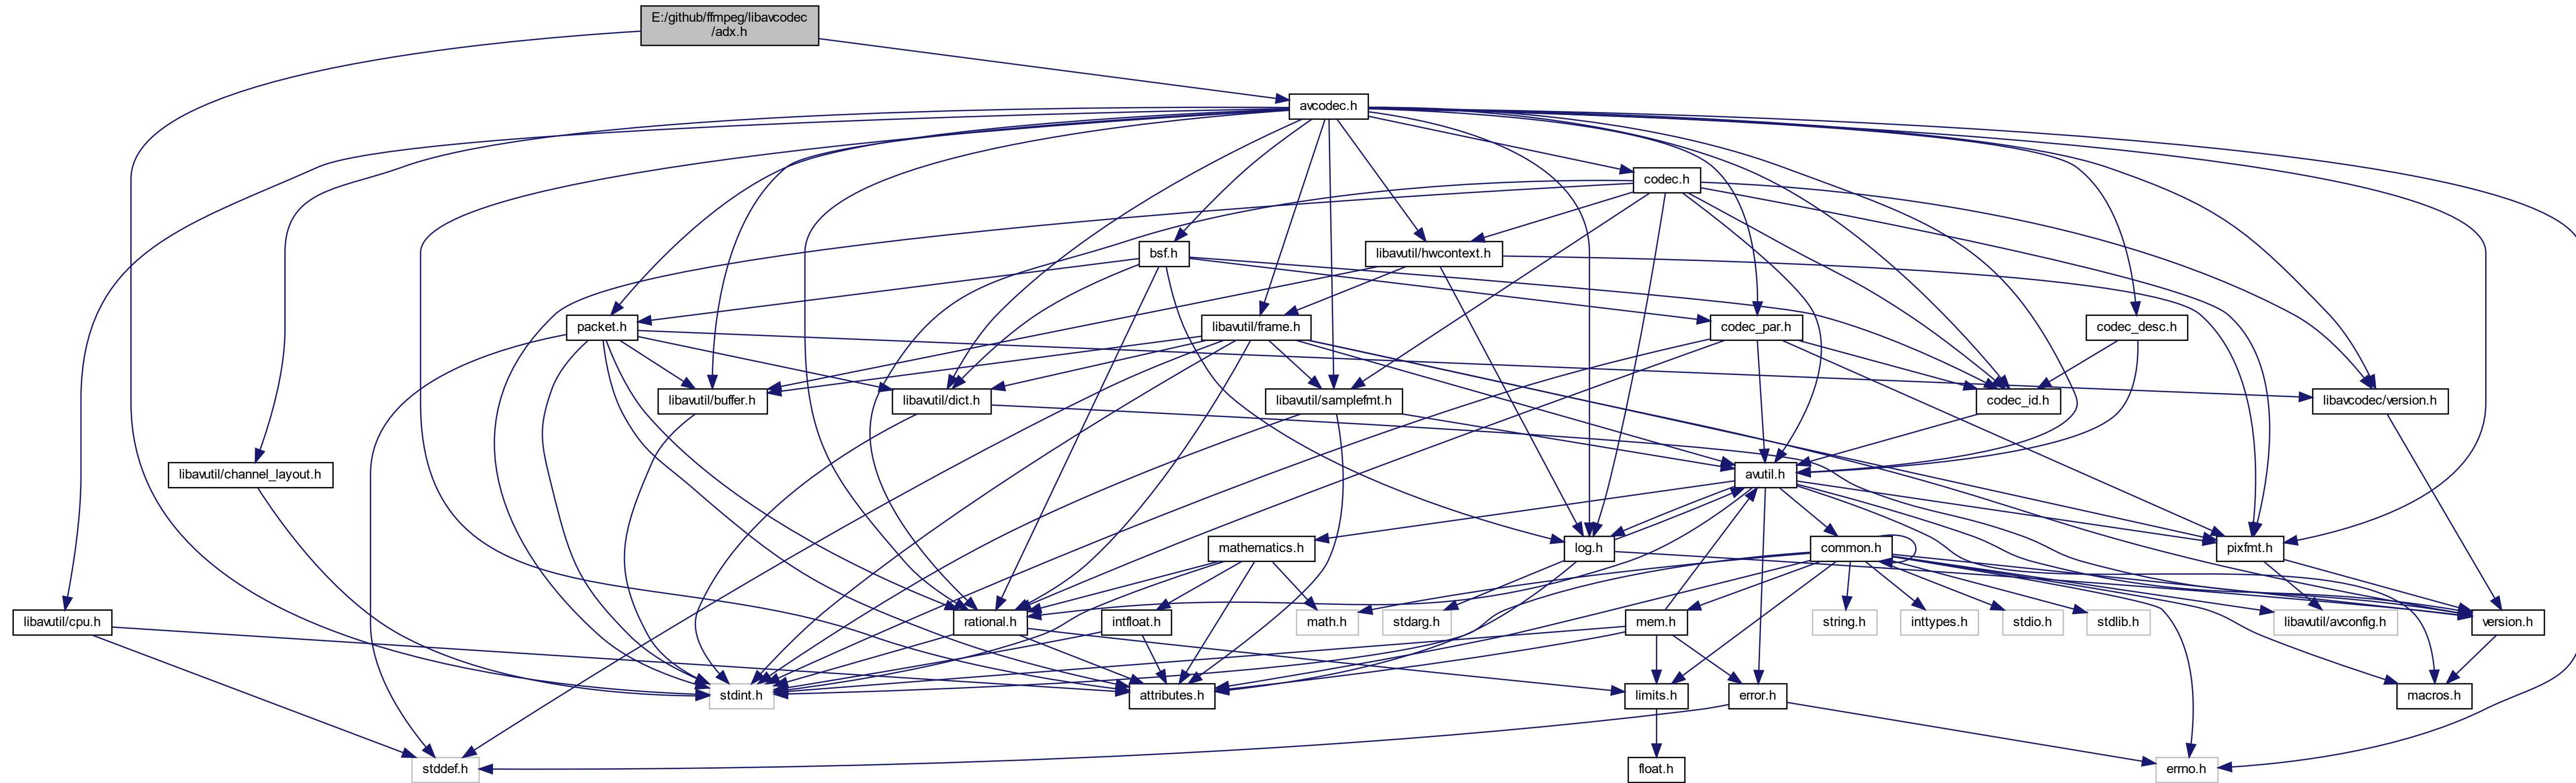 E:/github/ffmpeg/libavcodec
/adx.h
avcodec.h
codec.h
bsf.h
libavutil/hwcontext.h
packet.h
libavutil/frame.h
codec_par.h
codec_desc.h
libavutil/buffer.h
libavutil/dict.h
libavutil/samplefmt.h
codec_id.h
libavcodec/version.h
libavutil/channel_layout.h
avutil.h
mathematics.h
log.h
common.h
pixfmt.h
libavutil/cpu.h
rational.h
intfloat.h
math.h
stdarg.h
mem.h
string.h
inttypes.h
stdio.h
stdlib.h
libavutil/avconfig.h
version.h
stdint.h
attributes.h
limits.h
error.h
macros.h
stddef.h
float.h
errno.h